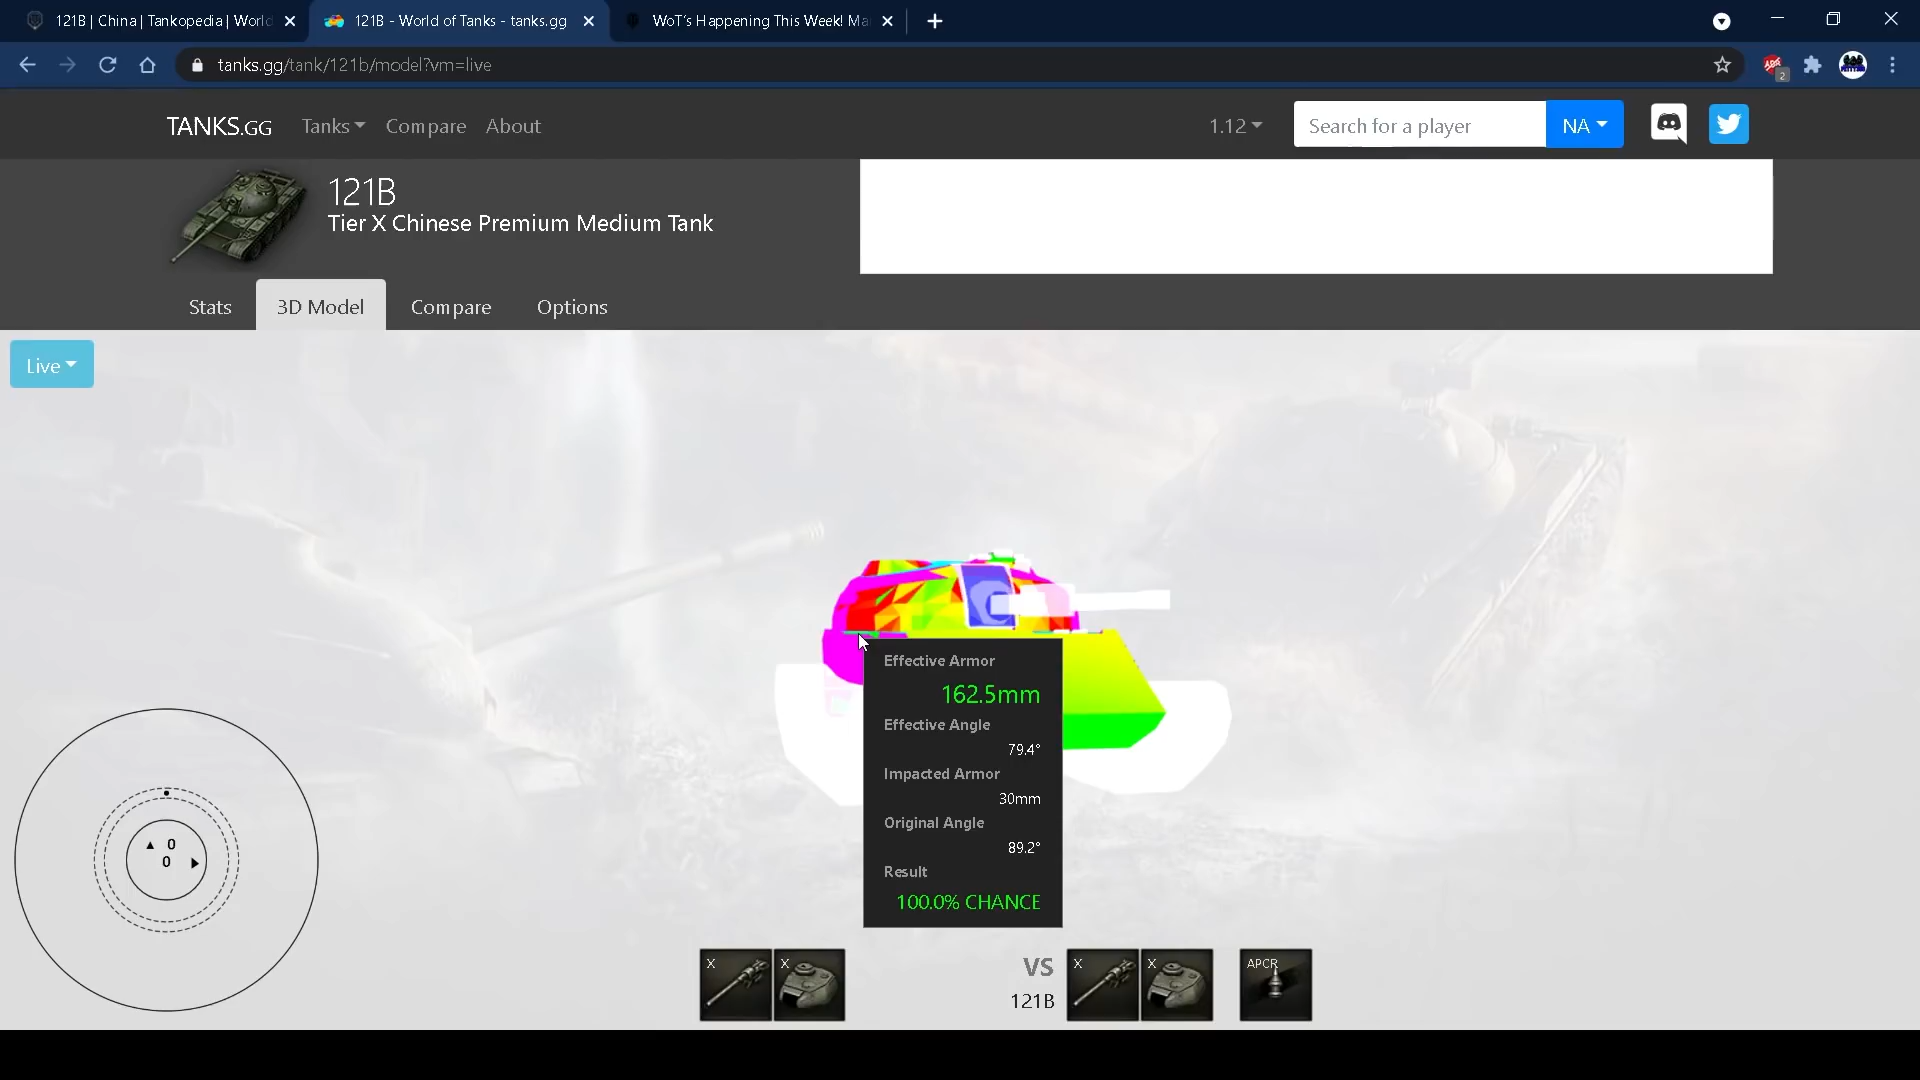 121B | China | Tankopedia | World
121B - World of Tanks - tanks.gg
WoT's Happening This Week! Ma
tanks.gg/tank/121b/model?vm=live
2
TANKS.GG
Tanks
Compare
About
1.12
Search for a player
NA
121B
Tier X Chinese Premium Medium Tank
Stats
3D Model
Compare
Options
Live
Effective Armor
162.5mm
Effective Angle
79.4°
Impacted Armor
30mm
Original Angle
89.2°
Result
100.0% CHANCE
0
0
X
X
VS
121B
X
X
APCR